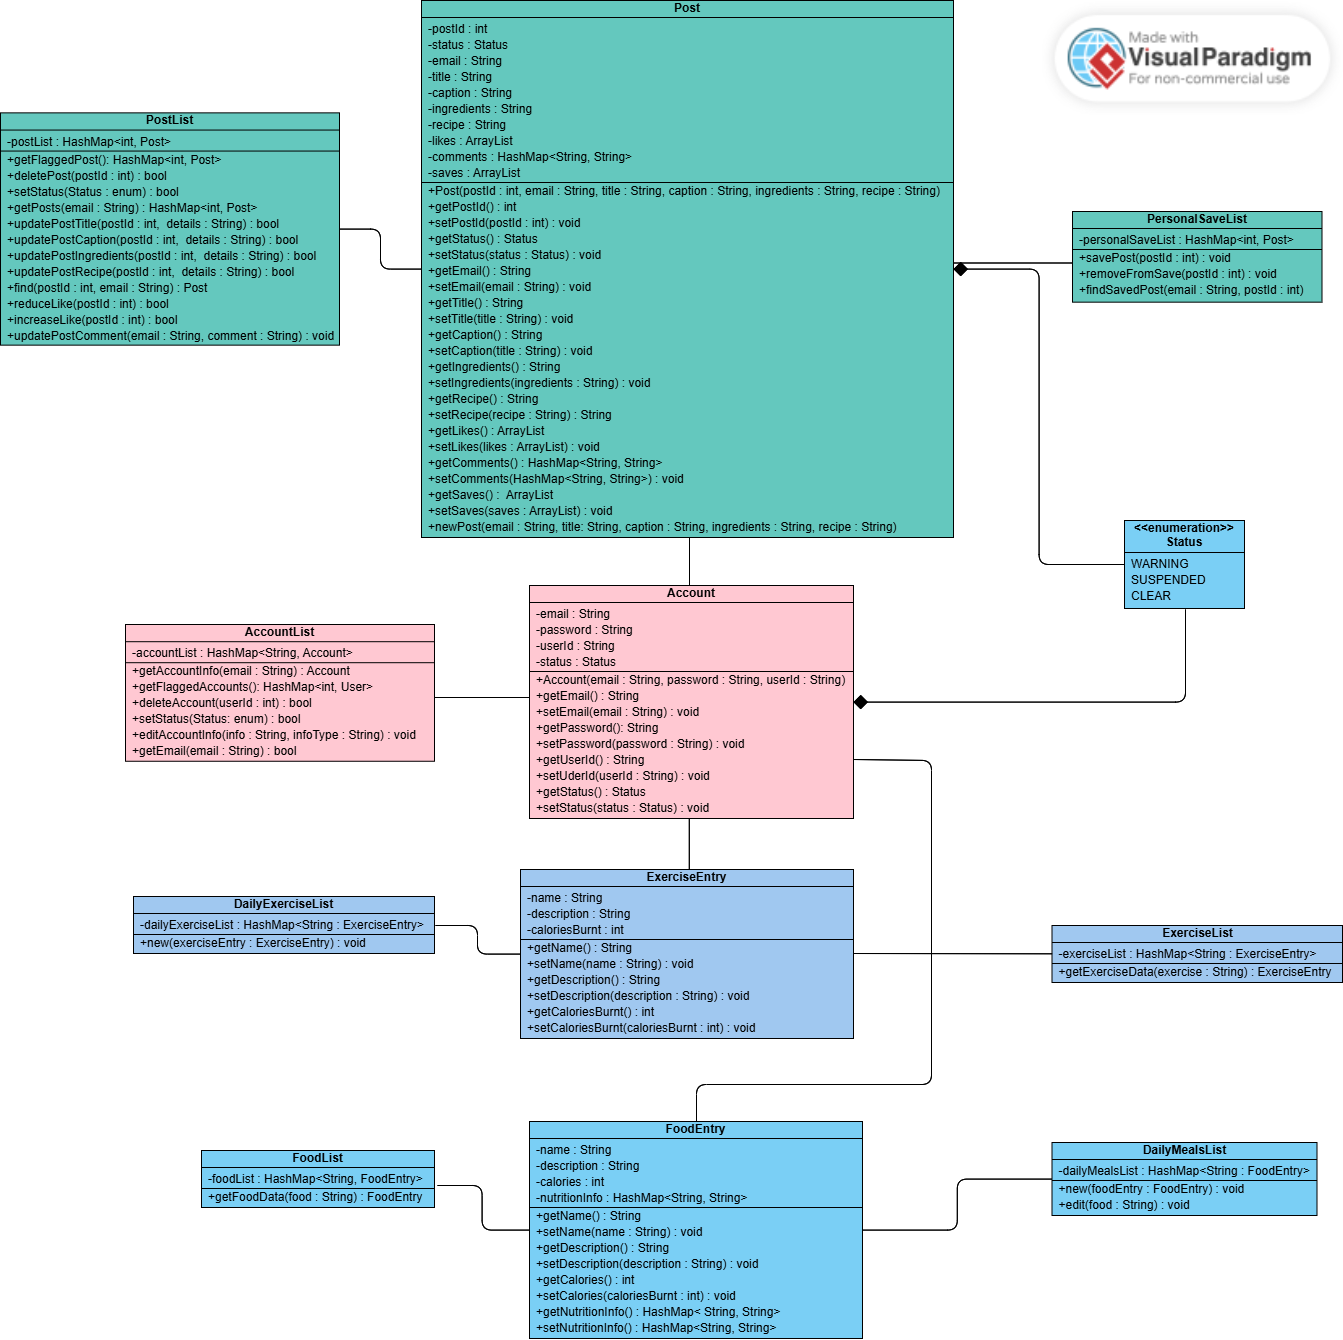 Post
-postId : int
-status : Status
-email : String
-title : String
-caption : String
-ingredients : String
-recipe : String
-likes : ArrayList
-comments : HashMap<String, String>
-saves : ArrayList
+Post(postId : int, email : String, title : String, caption : String, ingredients : String, recipe : String)
+getPostId() : int
+setPostId(postId : int) : void
+getStatus() : Status
+setStatus(status : Status) : void
+getEmail() : String
+setEmail(email : String) : void
+getTitle() : String
+setTitle(title : String) : void
+getCaption() : String
+setCaption(title : String) : void
+getIngredients() : String
+setIngredients(ingredients : String) : void
+getRecipe() : String
+setRecipe(recipe : String) : String
+getLikes() : ArrayList
+setLikes(likes : ArrayList) : void
+getComments() : HashMap<String, String>
+setComments(HashMap<String, String>) : void
+getSaves() :  ArrayList
+setSaves(saves : ArrayList) : void
+newPost(email : String, title: String, caption : String, ingredients : String, recipe : String)
Made with
VisualParadigm
For non-commercial use
PostList
-postList : HashMap<int, Post>
+getFlaggedPost(): HashMap<int, Post>
+deletePost(postId : int) : bool
+setStatus(Status : enum) : bool
+getPosts(email : String) : HashMap<int, Post>
+updatePostTitle(postId : int,  details : String) : bool
+updatePostCaption(postId : int,  details : String) : bool
+updatePostIngredients(postId : int,  details : String) : bool
+updatePostRecipe(postId : int,  details : String) : bool
+find(postId : int, email : String) : Post
+reduceLike(postId : int) : bool
+increaseLike(postId : int) : bool
+updatePostComment(email : String, comment : String) : void
PersonalSaveList
-personalSaveList : HashMap<int, Post>
+savePost(postId : int) : void
+removeFromSave(postId : int) : void
+findSavedPost(email : String, postId : int)
<<enumeration>>
Status
WARNING
SUSPENDED
CLEAR
Account
-email : String
-password : String
-userId : String
-status : Status
+Account(email : String, password : String, userId : String)
+getEmail() : String
+setEmail(email : String) : void
+getPassword(): String
+setPassword(password : String) : void
+getUserId() : String
+setUderId(userId : String) : void
+getStatus() : Status
+setStatus(status : Status) : void
AccountList
-accountList : HashMap<String, Account>
+getAccountInfo(email : String) : Account
+getFlaggedAccounts(): HashMap<int, User>
+deleteAccount(userId : int) : bool
+setStatus(Status: enum) : bool
+editAccountInfo(info : String, infoType : String) : void
+getEmail(email : String) : bool
ExerciseEntry
-name : String
-description : String
-caloriesBurnt : int
+getName() : String
+setName(name : String) : void
+getDescription() : String
+setDescription(description : String) : void
+getCaloriesBurnt() : int
+setCaloriesBurnt(caloriesBurnt : int) : void
DailyExerciseList
-dailyExerciseList : HashMap<String : ExerciseEntry>
+new(exerciseEntry : ExerciseEntry) : void
ExerciseList
-exerciseList : HashMap<String : ExerciseEntry>
+getExerciseData(exercise : String) : ExerciseEntry
FoodEntry
-name : String
-description : String
-calories : int
-nutritionInfo : HashMap<String, String>
+getName() : String
+setName(name : String) : void
+getDescription() : String
+setDescription(description : String) : void
+getCalories() : int
+setCalories(caloriesBurnt : int) : void
+getNutritionInfo() : HashMap< String, String>
+setNutritionInfo() : HashMap<String, String>
FoodList
-foodList : HashMap<String, FoodEntry>
+getFoodData(food : String) : FoodEntry
DailyMealsList
-dailyMealsList : HashMap<String : FoodEntry>
+new(foodEntry : FoodEntry) : void
+edit(food : String) : void